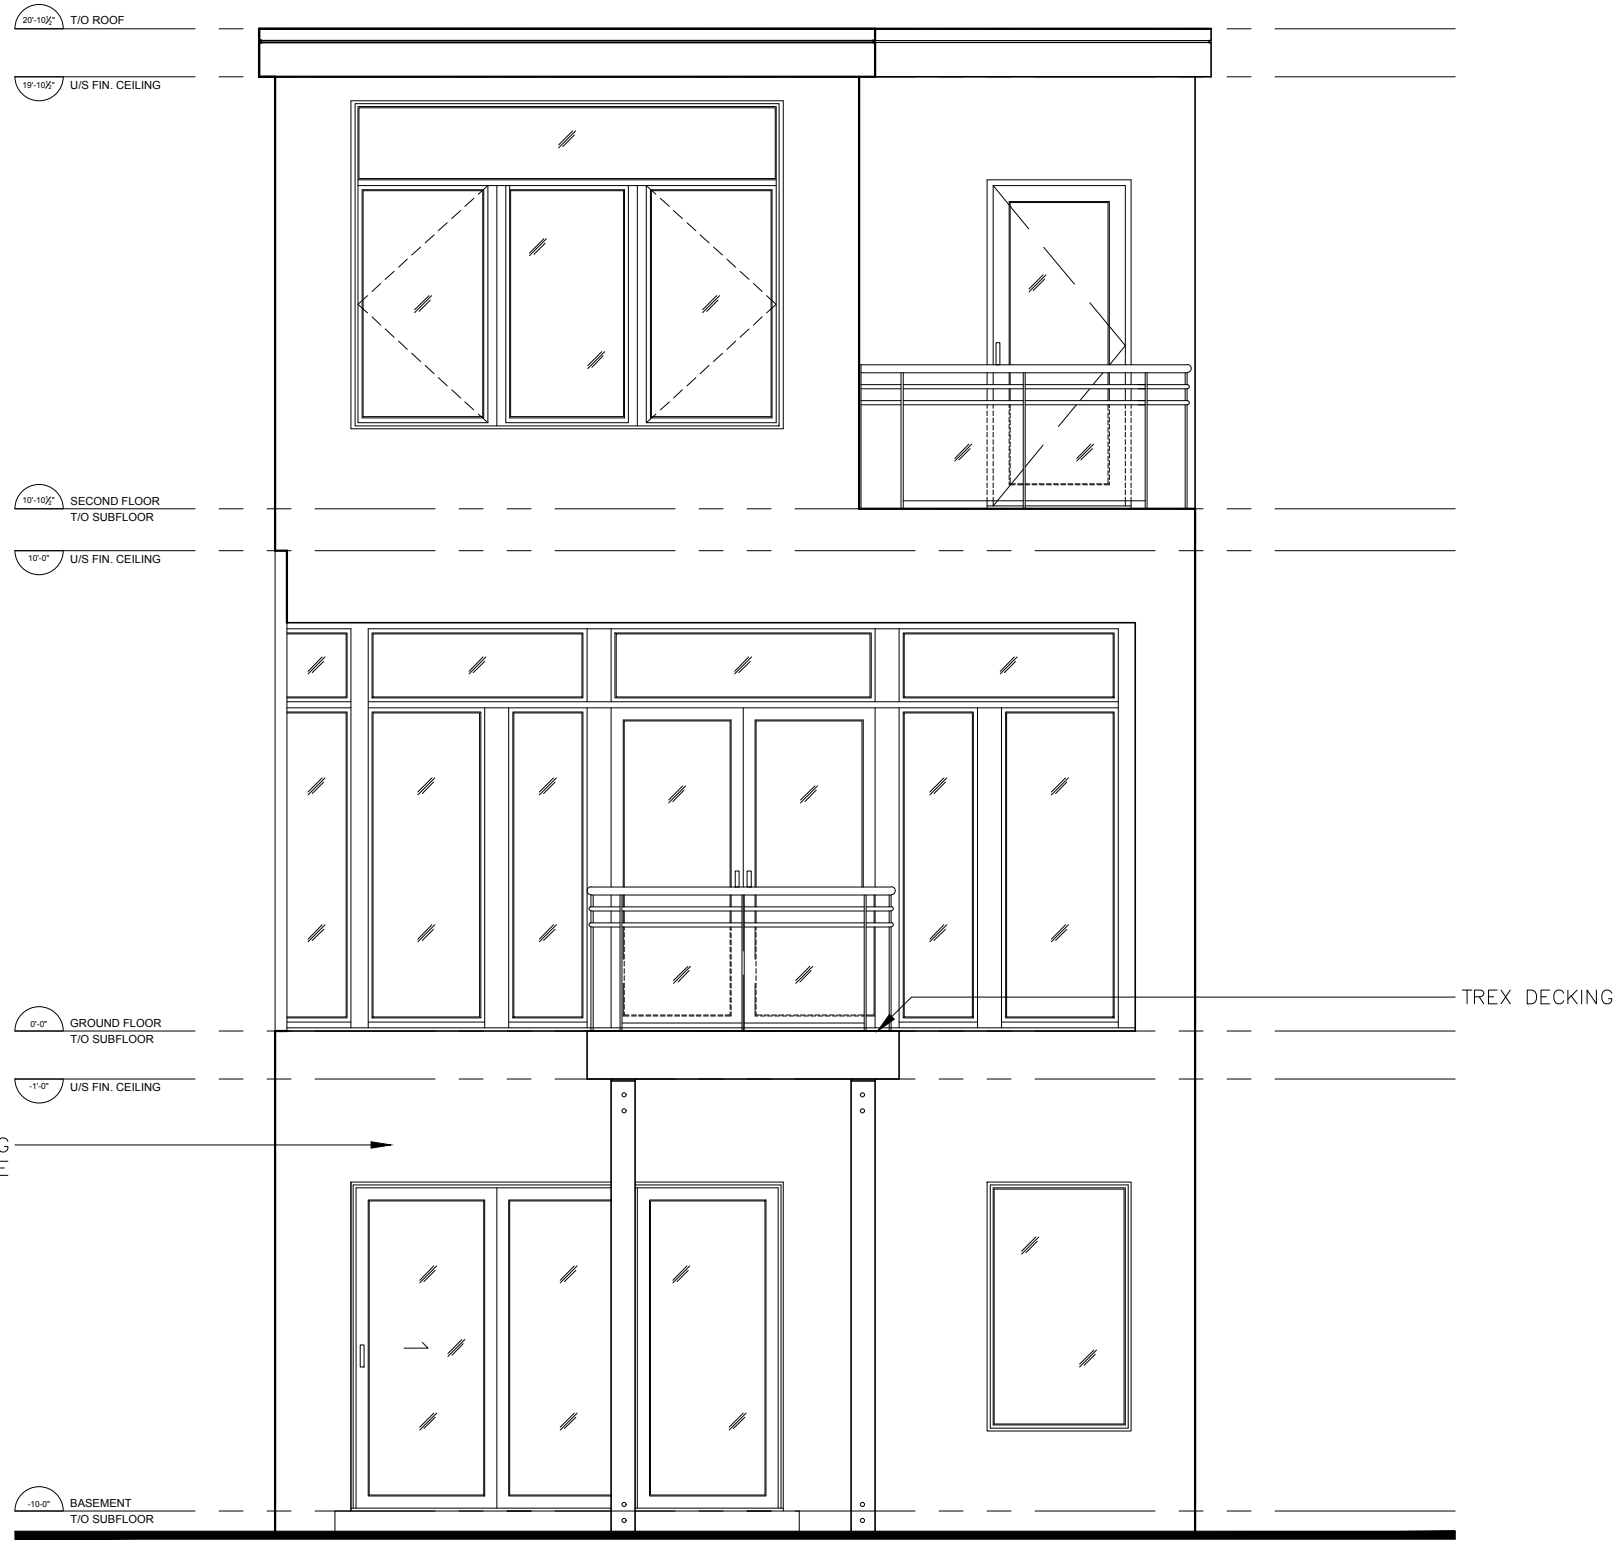 20'-10½" T/O ROOF
19'-10½" U/S FIN. CEILING
10'-10½" SECOND FLOOR
T/O SUBFLOOR
10'-0" U/S FIN. CEILING
TREX DECKING
0'-0" GROUND FLOOR
T/O SUBFLOOR
-1'-0" U/S FIN. CEILING
G
-10-0" BASEMENT
T/O SUBFLOOR